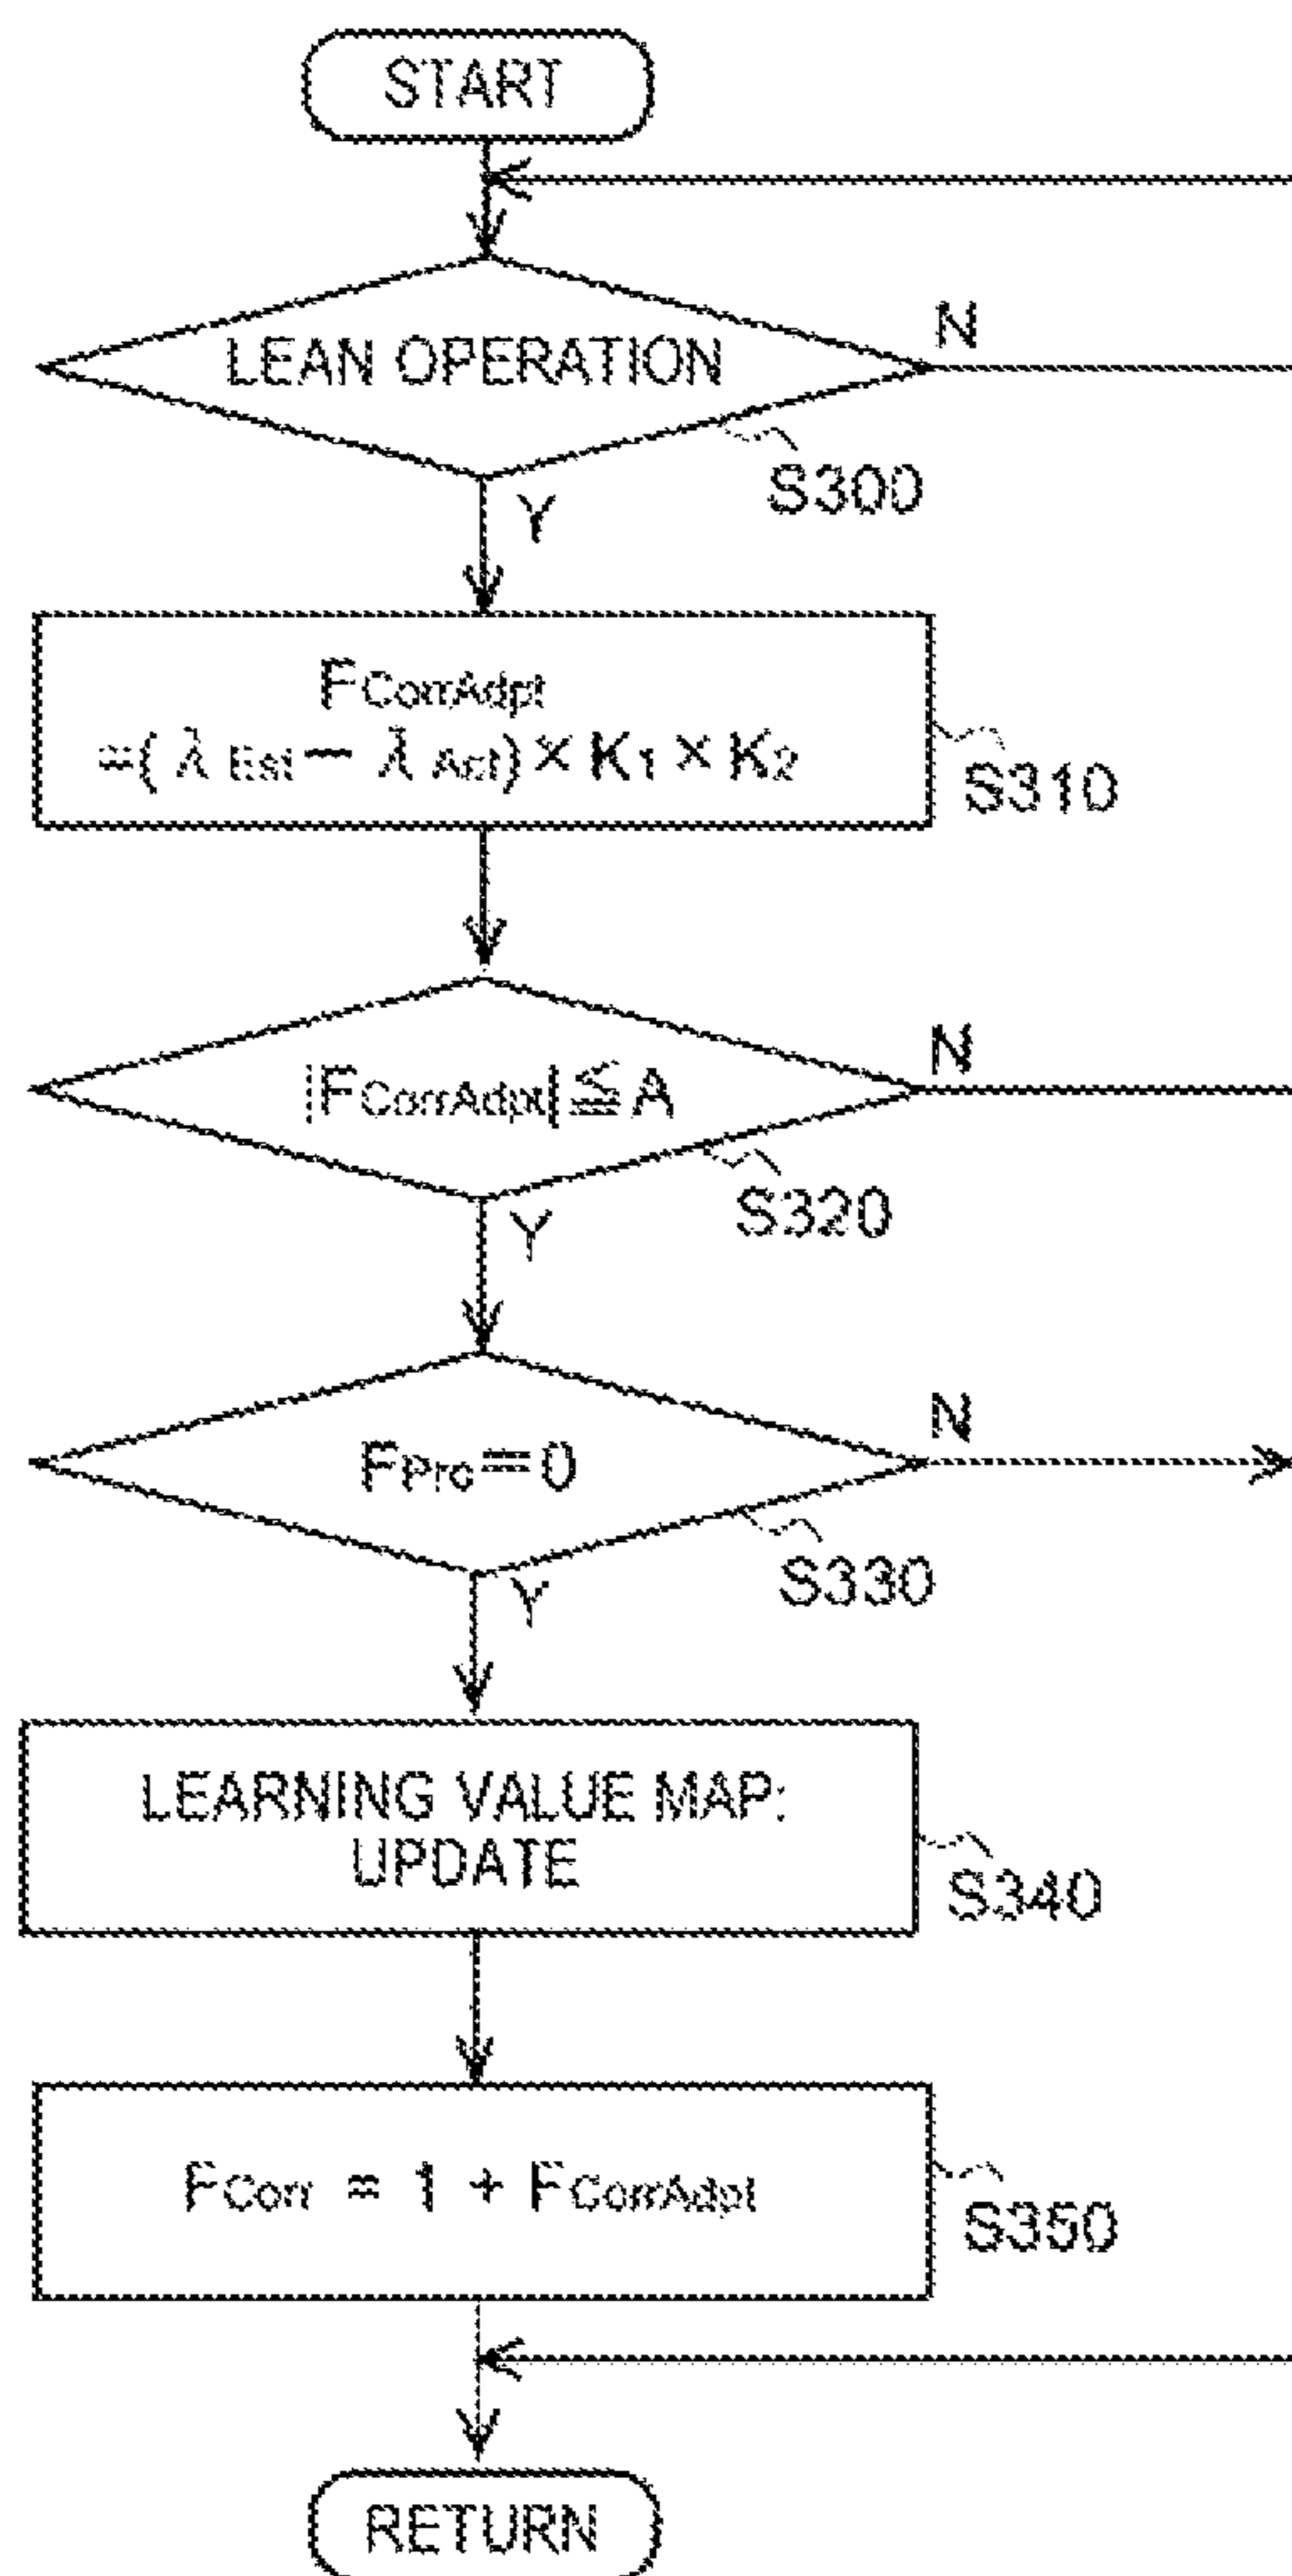 START
LEAN OPERATION
N
S300
Y
FCorrAdpt
=(λEst－λAct)×K1×K2
S310
|FCorrAdpt|≦A
N
S320
Y
FPrc=0
N
S330
Y
LEARNING VALUE MAP:
UPDATE
S340
FCorr = 1 + FCorrAdpt
S350
RETURN